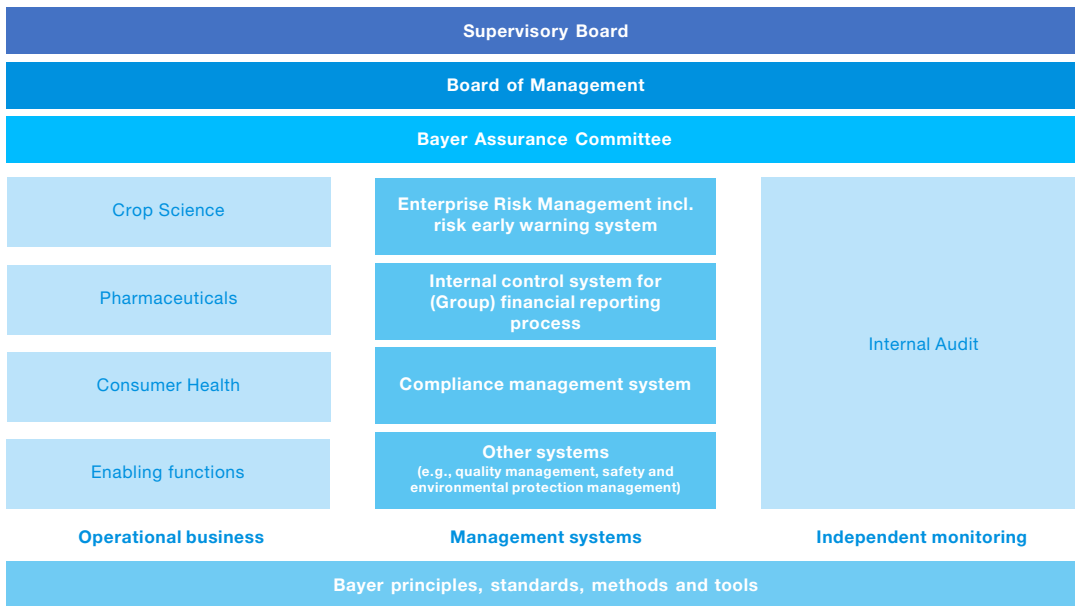 Supervisory Board
Board of Management
Bayer Assurance Committee
Crop Science
Pharmaceuticals
Consumer Health
Enabling functions
Operational business
Enterprise Risk Management incl.
risk early warning system
Internal control system for
(Group) financial reporting
process
Compliance management system
Other systems
(e.g., quality management, safety and
environmental protection management)
Management systems
Internal Audit
Independent monitoring
Bayer principles, standards, methods and tools